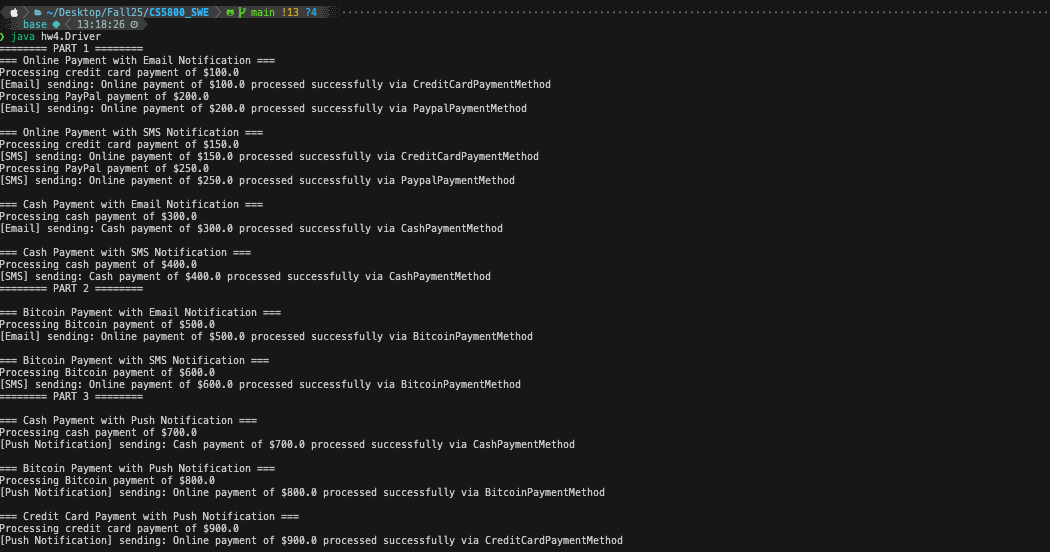 ~/Desktop/Fall25/CS5800_SWE main !13 ?4
base 13:18:26
❯ java hw4.Driver
======== PART 1 ========
=== Online Payment with Email Notification ===
Processing credit card payment of $100.0
[Email] sending: Online payment of $100.0 processed successfully via CreditCardPaymentMethod
Processing PayPal payment of $200.0
[Email] sending: Online payment of $200.0 processed successfully via PaypalPaymentMethod

=== Online Payment with SMS Notification ===
Processing credit card payment of $150.0
[SMS] sending: Online payment of $150.0 processed successfully via CreditCardPaymentMethod
Processing PayPal payment of $250.0
[SMS] sending: Online payment of $250.0 processed successfully via PaypalPaymentMethod

=== Cash Payment with Email Notification ===
Processing cash payment of $300.0
[Email] sending: Cash payment of $300.0 processed successfully via CashPaymentMethod

=== Cash Payment with SMS Notification ===
Processing cash payment of $400.0
[SMS] sending: Cash payment of $400.0 processed successfully via CashPaymentMethod
======== PART 2 ========

=== Bitcoin Payment with Email Notification ===
Processing Bitcoin payment of $500.0
[Email] sending: Online payment of $500.0 processed successfully via BitcoinPaymentMethod

=== Bitcoin Payment with SMS Notification ===
Processing Bitcoin payment of $600.0
[SMS] sending: Online payment of $600.0 processed successfully via BitcoinPaymentMethod
======== PART 3 ========

=== Cash Payment with Push Notification ===
Processing cash payment of $700.0
[Push Notification] sending: Cash payment of $700.0 processed successfully via CashPaymentMethod

=== Bitcoin Payment with Push Notification ===
Processing Bitcoin payment of $800.0
[Push Notification] sending: Online payment of $800.0 processed successfully via BitcoinPaymentMethod

=== Credit Card Payment with Push Notification ===
Processing credit card payment of $900.0
[Push Notification] sending: Online payment of $900.0 processed successfully via CreditCardPaymentMethod